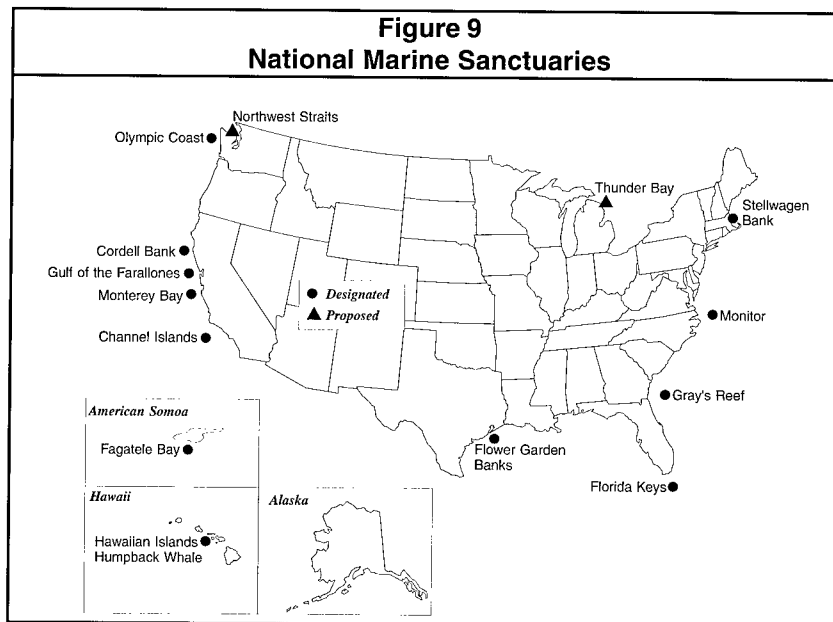 Figure 9
National Marine Sanctuaries
Northwest Straits
Olympic Coast
Thunder Bay
Stellwagen
Bank
Cordell Bank
Gulf of the Farallones
Monterey Bay
Designated
Proposed
Monitor
Channel Islands
Gray's Reef
American Somoa
Fagatele Bay
Flower Garden
Banks
Florida Keys
Hawaii
Alaska
Hawaiian Islands
Humpback Whale